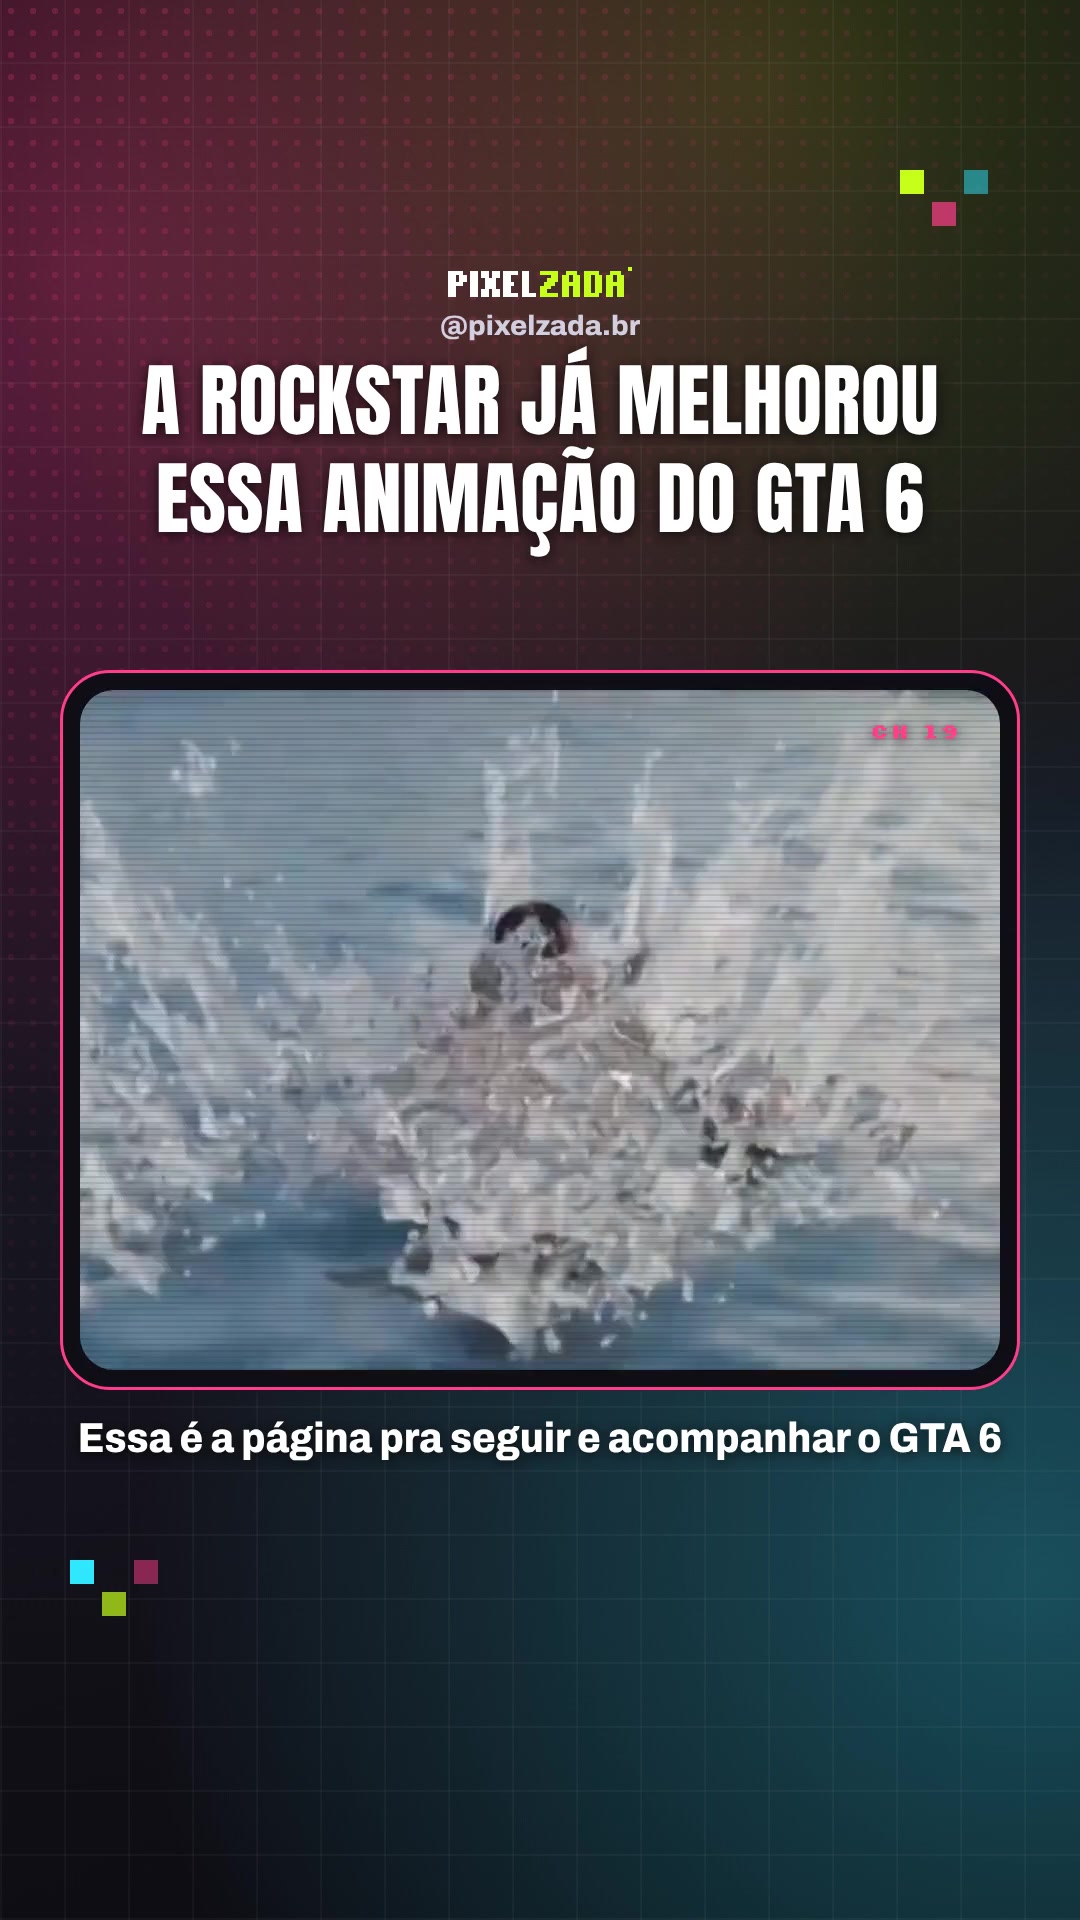 PIXELZADA
@pixelzada.br
A ROCKSTAR JÁ MELHOROU
ESSA ANIMAÇÃO DO GTA 6
CH 19
Essa é a página pra seguir e acompanhar o GTA 6